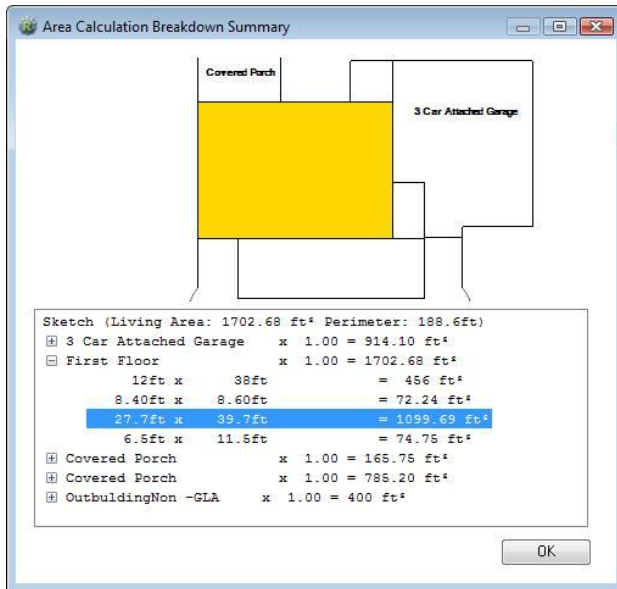 Area Calculation Breakdown Summary
Covered Porch
3 Car Attached Garage
Sketch (Living Area: 1702.68 ft² Perimeter: 188.6ft)
3 Car Attached Garage x 1.00 = 914.10 ft²
First Floor x 1.00 = 1702.68 ft²
12ft x 38ft = 456 ft²
8.40ft x 8.60ft = 72.24 ft²
27.7ft x 39.7ft = 1099.69 ft²
6.5ft x 11.5ft = 74.75 ft²
Covered Porch x 1.00 = 165.75 ft²
Covered Porch x 1.00 = 785.20 ft²
OutbuldingNon -GLA x 1.00 = 400 ft²
OK